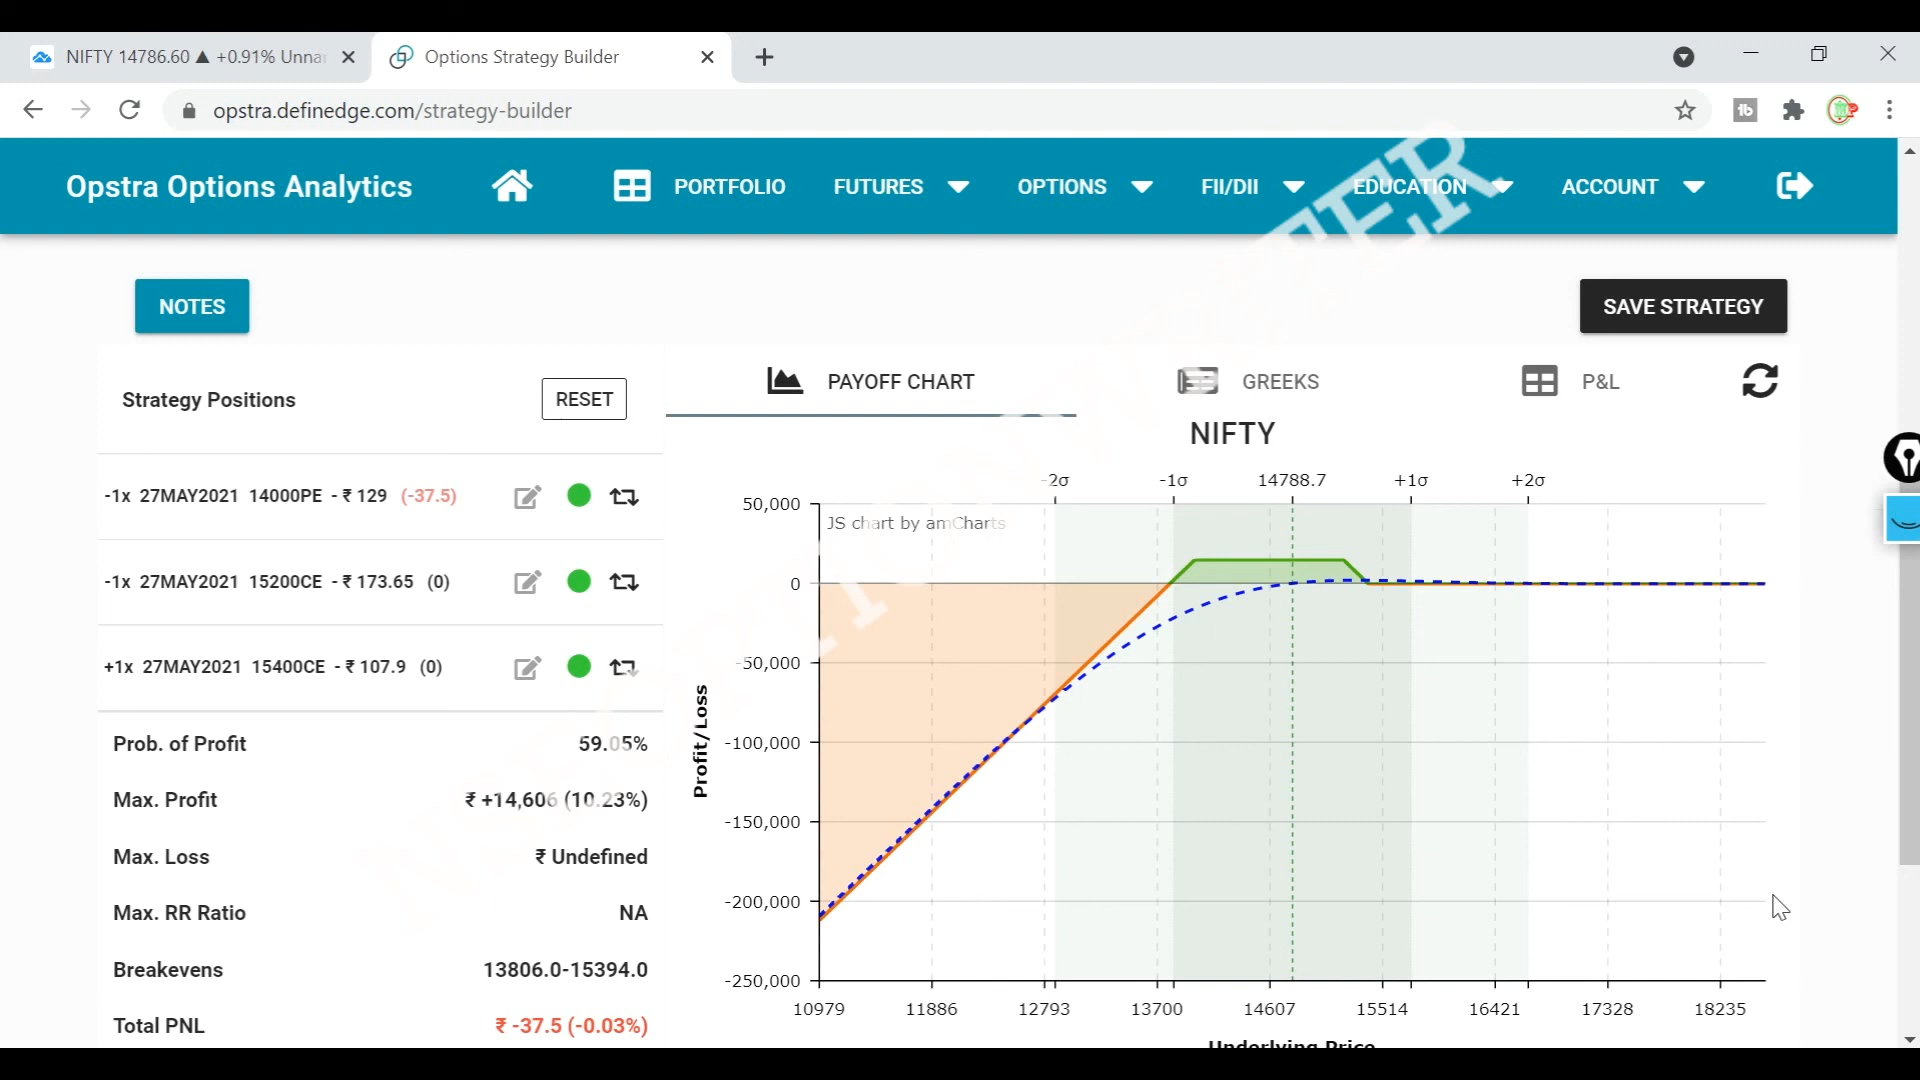 NIFTY 14786.60 ▲ +0.91% Unna
Options Strategy Builder
opstra.definedge.com/strategy-builder
Opstra Options Analytics
PORTFOLIO
FUTURES
OPTIONS
FII/DII
EDUCATION
ACCOUNT
NOTES
SAVE STRATEGY
Strategy Positions
RESET
PAYOFF CHART
GREEKS
P&L
NIFTY
-1x 27MAY2021 14000PE - ₹ 129 (-37.5)
-1x 27MAY2021 15200CE - ₹ 173.65 (0)
+1x 27MAY2021 15400CE - ₹ 107.9 (0)
Prob. of Profit 59.05%
Max. Profit ₹ +14,606 (10.23%)
Max. Loss ₹ Undefined
Max. RR Ratio NA
Breakevens 13806.0-15394.0
Total PNL ₹ -37.5 (-0.03%)
-2σ -1σ 14788.7 +1σ +2σ
JS chart by amCharts
50,000
0
-50,000
-100,000
-150,000
-200,000
-250,000
Profit/Loss
10979 11886 12793 13700 14607 15514 16421 17328 18235
Underlying Price